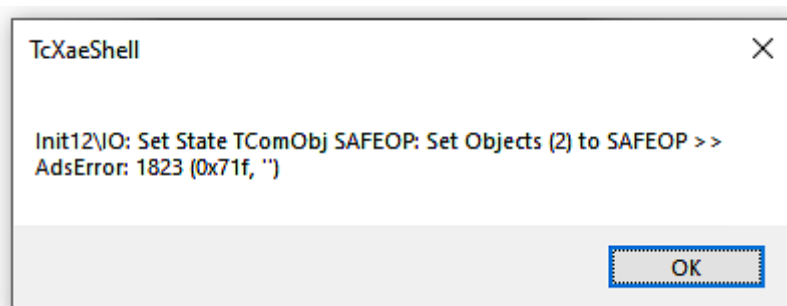 TcXaeShell
Init12\IO: Set State TComObj SAFEOP: Set Objects (2) to SAFEOP >>
AdsError: 1823 (0x71f, '')
OK